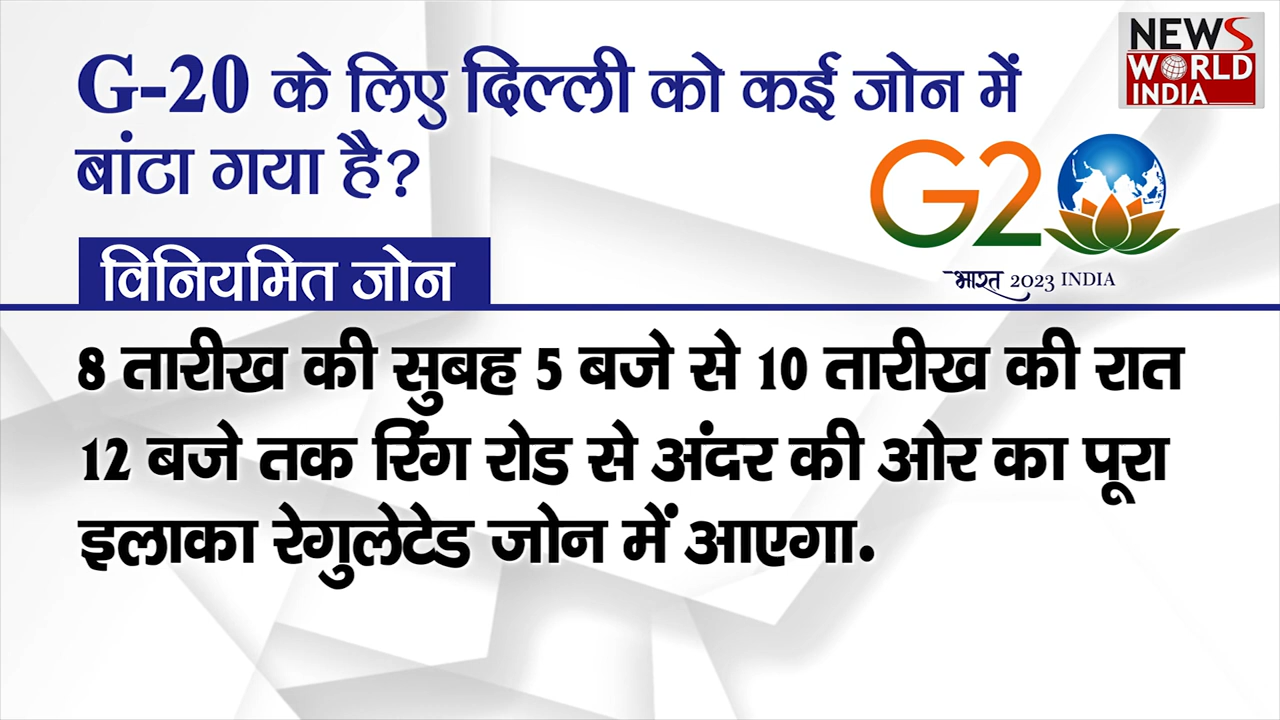 NEWS
WORLD
INDIA
G-20 के लिए दिल्ली को कई जोन में
बांटा गया है?
G20
भारत 2023 INDIA
विनियमित जोन
8 तारीख की सुबह 5 बजे से 10 तारीख की रात
12 बजे तक रिंग रोड से अंदर की ओर का पूरा
इलाका रेगुलेटेड जोन में आएगा.